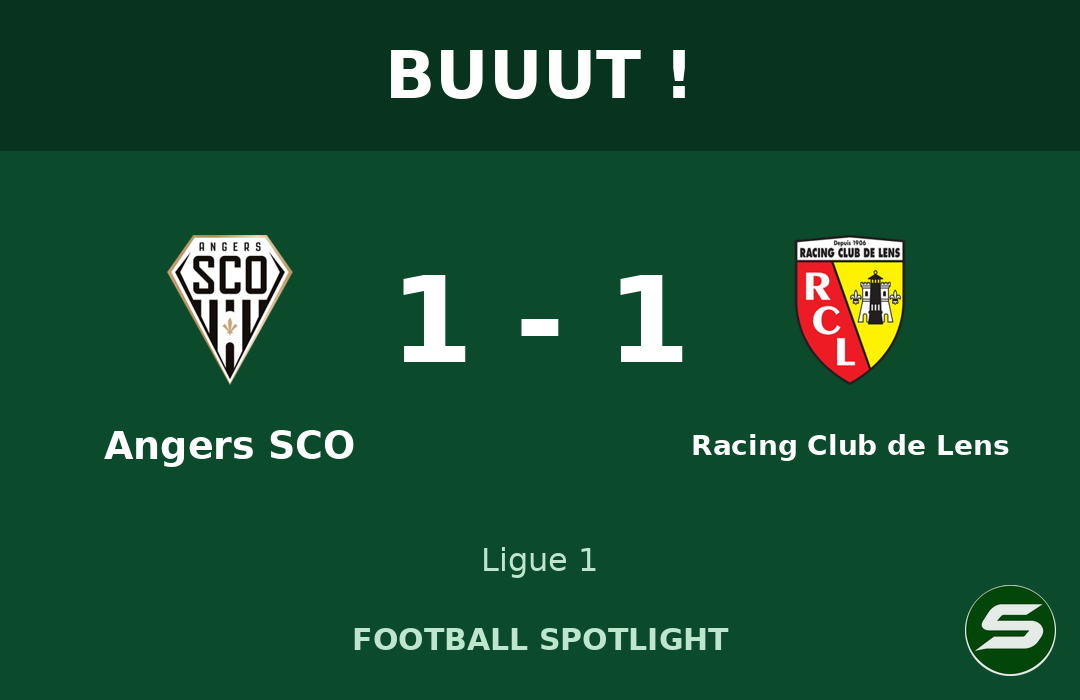 BUUUT !
ANGERS
SCO
Depuis 1906
RACING CLUB DE LENS
R
C
L
1 - 1
Angers SCO
Racing Club de Lens
Ligue 1
FOOTBALL SPOTLIGHT
S